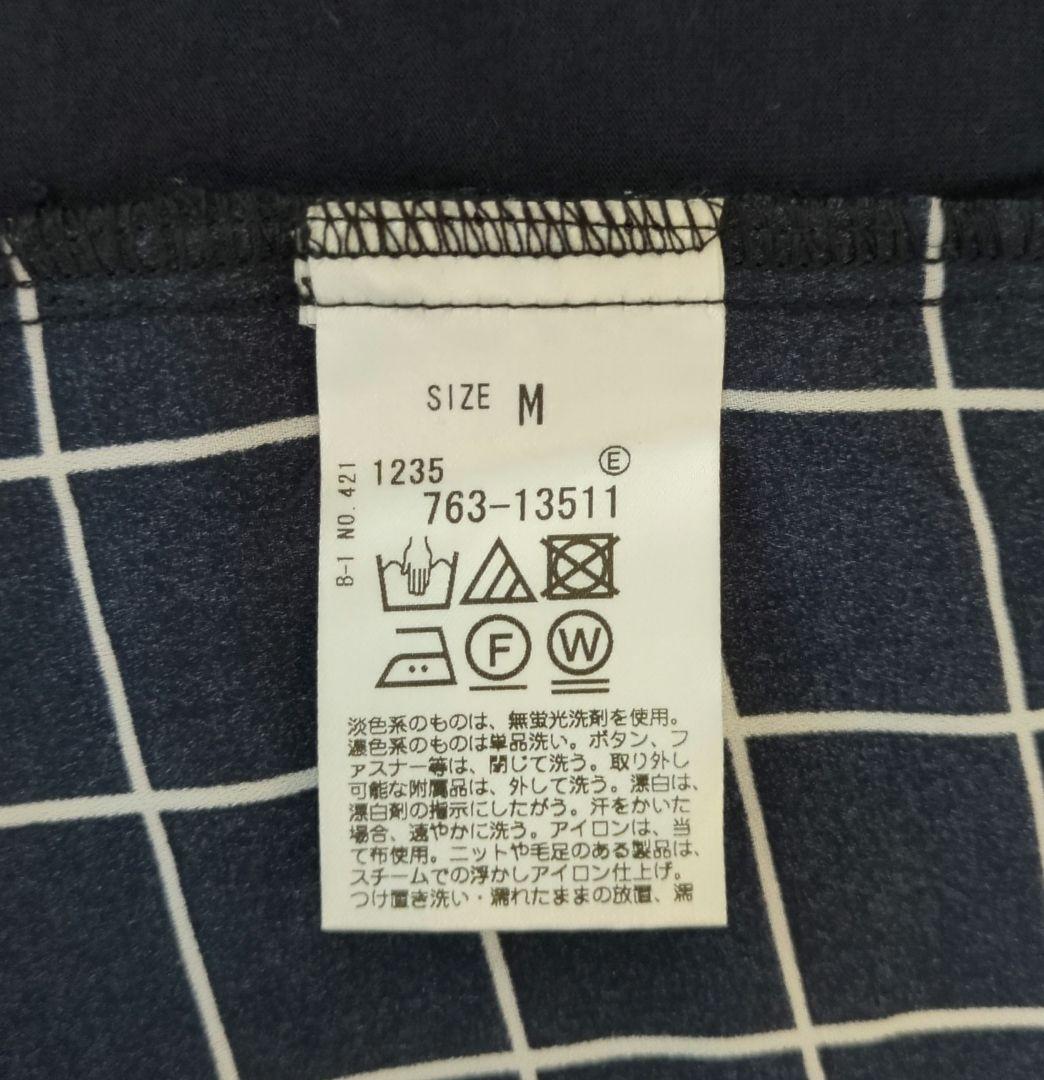 SIZE M
B-1 NO.421
1235 Ⓔ
763-13511
F W
淡色系のものは、無蛍光洗剤を使用。
濃色系のものは単品洗い。ボタン、フ
ァスナー等は、閉じて洗う。取り外し
可能な附属品は、外して洗う。漂白は、
漂白剤の指示にしたがう。汗をかいた
場合、速やかに洗う。アイロンは、当
て布使用。ニットや毛足のある製品は、
スチームでの浮かしアイロン仕上げ。
つけ置き洗い・濡れたままの放置、濡